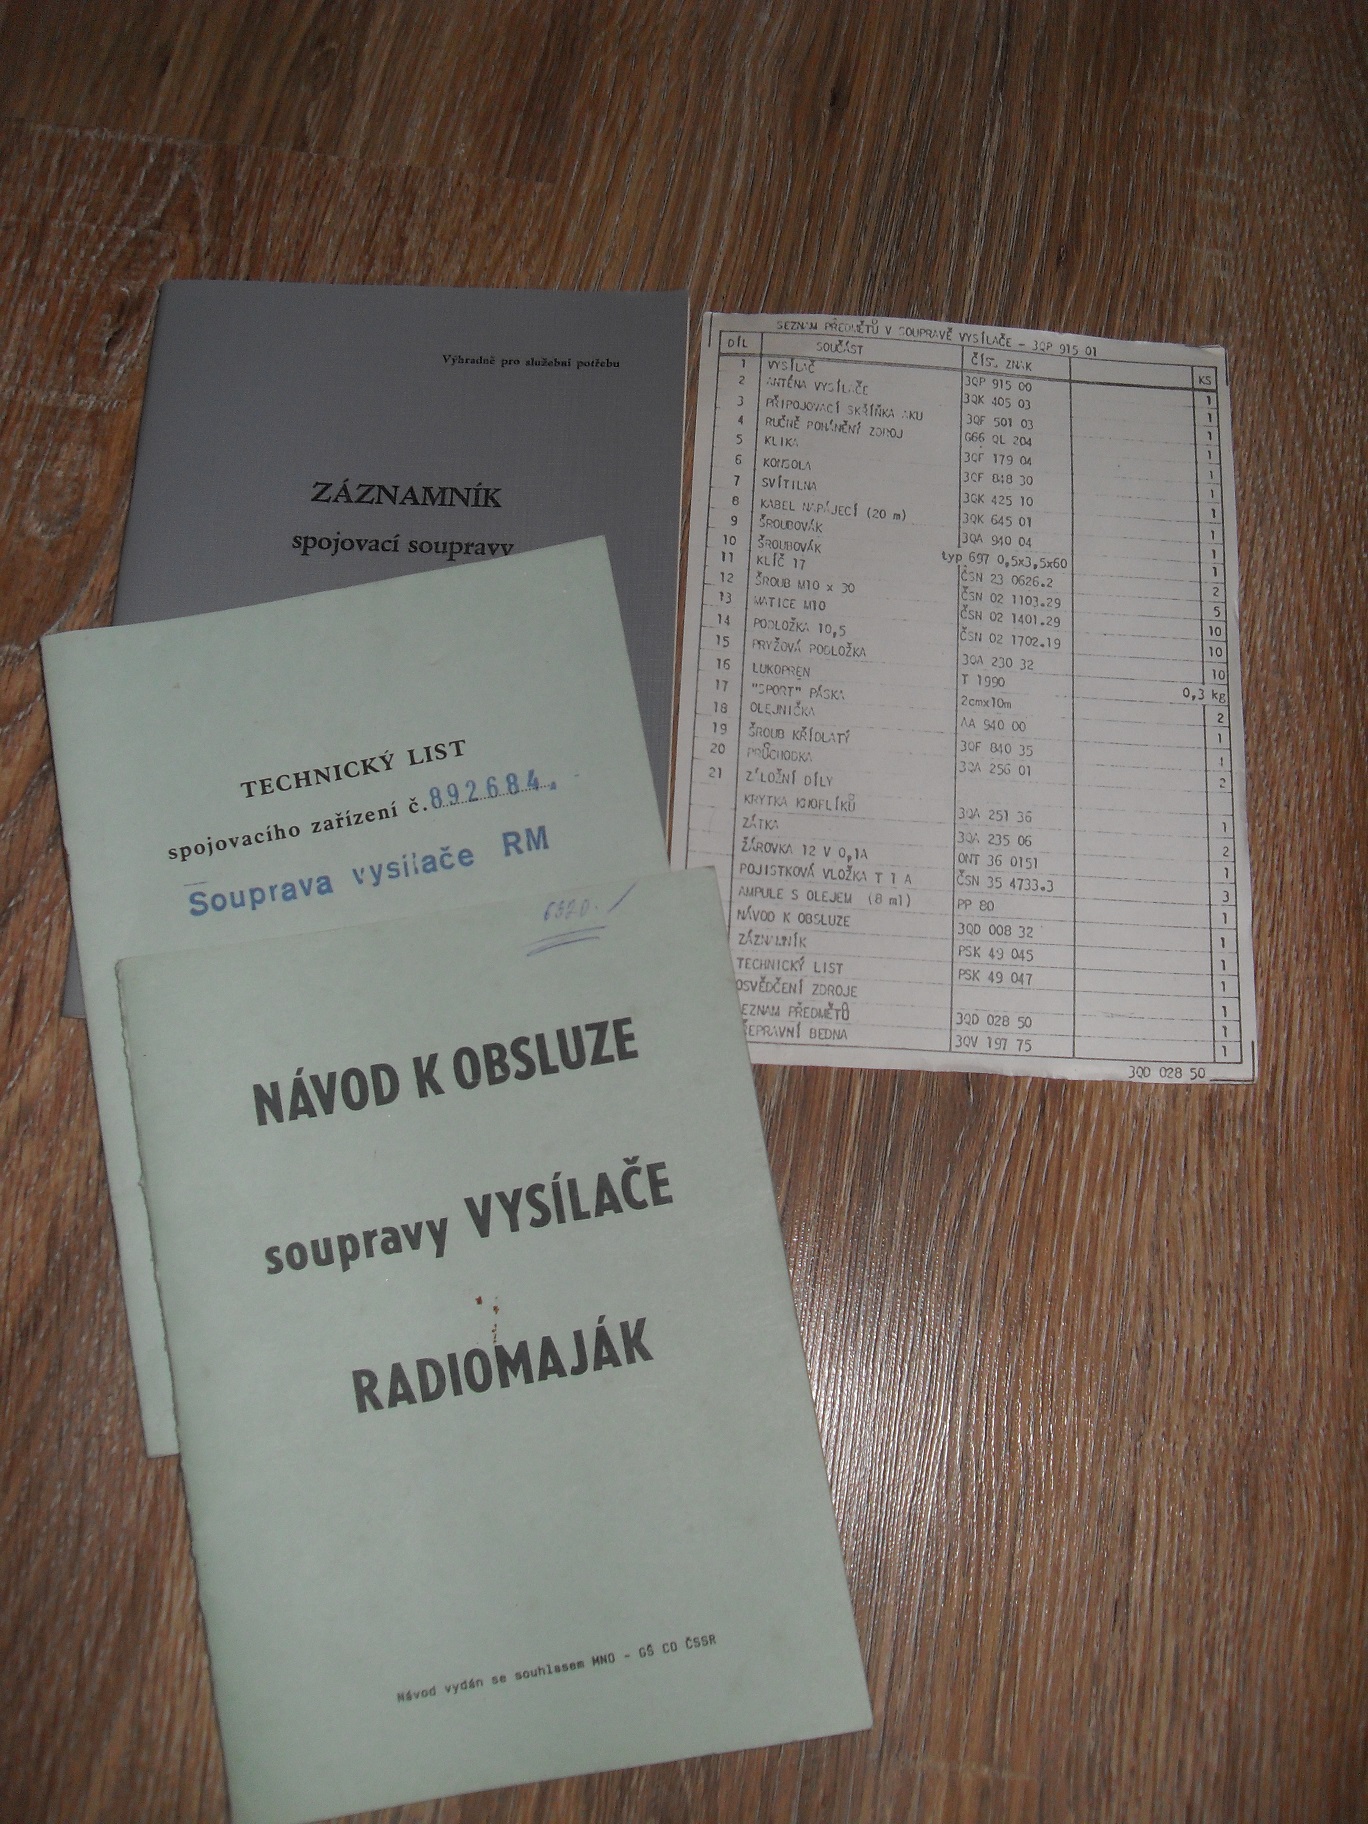 Výhradně pro služební potřebu
ZÁZNAMNÍK
spojovací soupravy
TECHNICKÝ LIST
spojovacího zařízení č. 892684.
Souprava vysílače RM
NÁVOD K OBSLUZE
soupravy VYSÍLAČE
RADIOMAJÁK
Návod vydán se souhlasem MNO - GŠ CO ČSSR
SEZNAM PŘEDMĚTŮ V SOUPRAVĚ VYSÍLAČE - 3QP 915 01
DÍL SOUČÁST ČÍS. ZNAK KS
1 VYSÍLAČ 3QP 915 00 1
2 ANTÉNA VYSÍLAČE 3QK 405 03 1
3 PŘIPOJOVACÍ SKŘÍŇKA AKU 3QF 501 03 1
4 RUČNĚ POHÁNĚNÝ ZDROJ G66 QL 204 1
5 KLIKA 3QF 179 04 1
6 KONZOLA 3QF 848 30 1
7 SVÍTILNA 3QK 425 10 1
8 KABEL NAPÁJECÍ (20 m) 3QK 645 01 1
9 ŠROUBOVÁK 3QA 940 04 1
10 ŠROUBOVÁK typ 697 0,5x3,5x60 1
11 KLÍČ 17 ČSN 23 0626.2 2
12 ŠROUB M10 x 30 ČSN 02 1103.29 5
13 MATICE M10 ČSN 02 1401.29 10
14 PODLOŽKA 10,5 ČSN 02 1702.19 10
15 PRYŽOVÁ PODLOŽKA 3QA 230 32 10
16 LUKOPREN T 1990 0,3 kg
17 "SPORT" PÁSKA 2cmx10m 2
18 OLEJNIČKA AA 940 00 1
19 ŠROUB KŘÍDLATÝ 3QF 840 35 1
20 PRŮCHODKA 3QA 256 01 2
21 ZÁLOŽNÍ DÍLY
KRYTKA KNOFLÍKŮ 3QA 251 36 1
ZÁTKA 3QA 235 06 2
ŽÁROVKA 12 V 0,1A ONT 36 0151 1
POJISTKOVÁ VLOŽKA T 1 A ČSN 35 4733.3 3
AMPULE S OLEJEM (8 ml) PP 80 1
NÁVOD K OBSLUZE 3QD 008 32 1
ZÁZNAMNÍK PSK 49 045 1
TECHNICKÝ LIST PSK 49 047 1
OSVĚDČENÍ ZDROJE 1
EZNAM PŘEDMĚTŮ 3QD 028 50 1
ŘEPRAVNÍ BEDNA 3QV 197 75 1
3QD 028 50